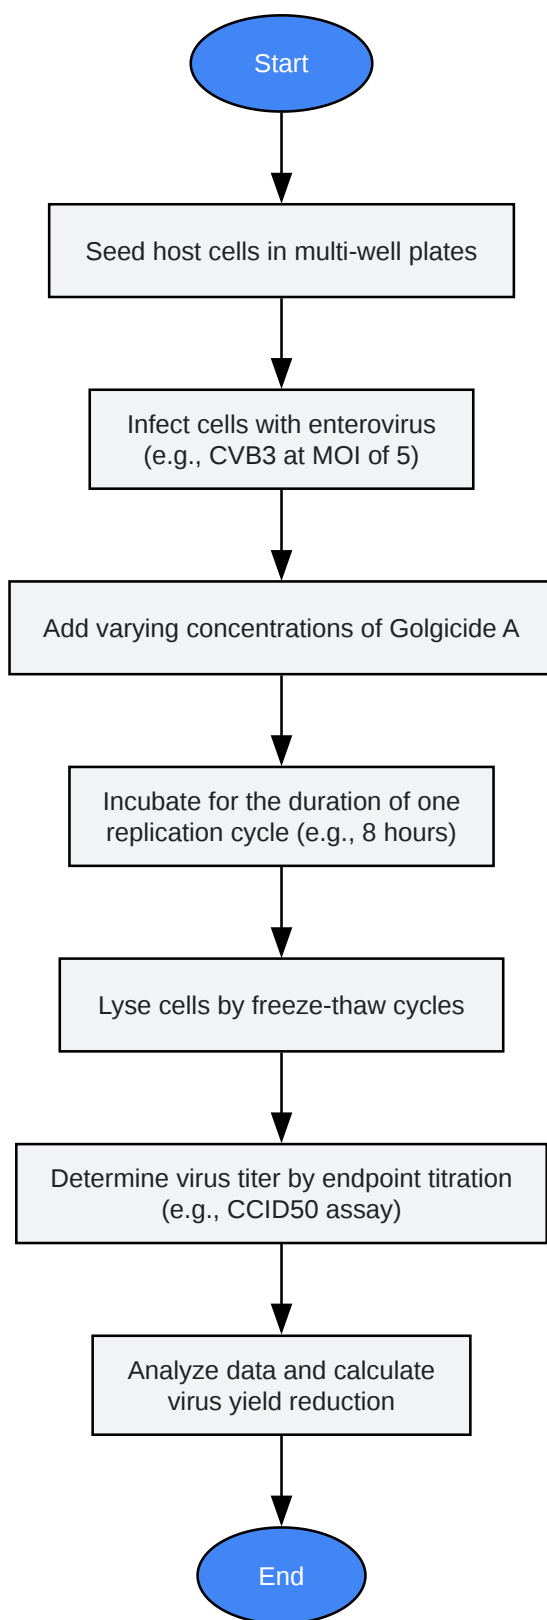 Start
Seed host cells in multi-well plates
Infect cells with enterovirus
(e.g., CVB3 at MOI of 5)
Add varying concentrations of Golgicide A
Incubate for the duration of one
replication cycle (e.g., 8 hours)
Lyse cells by freeze-thaw cycles
Determine virus titer by endpoint titration
(e.g., CCID50 assay)
Analyze data and calculate
virus yield reduction
End